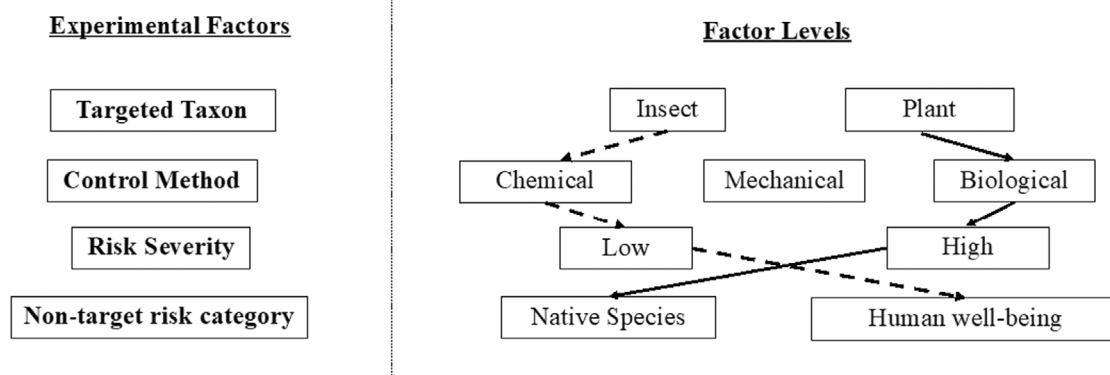 Experimental Factors
Factor Levels
Targeted Taxon
Insect
Plant
Control Method
Chemical
Mechanical
Biological
Risk Severity
Low
High
Non-target risk category
Native Species
Human well-being